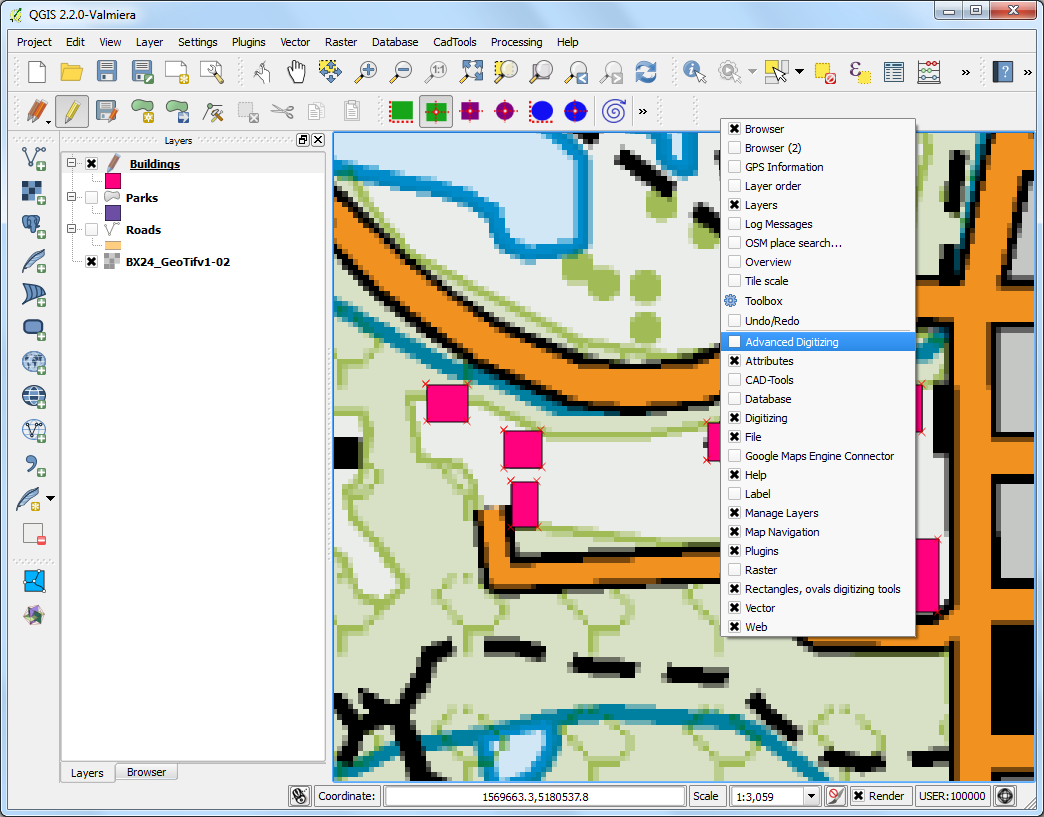 QGIS 2.2.0-Valmiera
Project Edit View Layer Settings Plugins Vector Raster Database CadTools Processing Help
1:1
ε
»
?
»
»
Layers
Buildings
Parks
Roads
BX24_GeoTifv1-02
Browser
Browser (2)
GPS Information
Layer order
Layers
Log Messages
OSM place search...
Overview
Tile scale
Toolbox
Undo/Redo
Advanced Digitizing
Attributes
CAD-Tools
Database
Digitizing
File
Google Maps Engine Connector
Help
Label
Manage Layers
Map Navigation
Plugins
Raster
Rectangles, ovals digitizing tools
Vector
Web
Layers Browser
Coordinate: 1569663.3,5180537.8 Scale 1:3,059 Render USER:100000